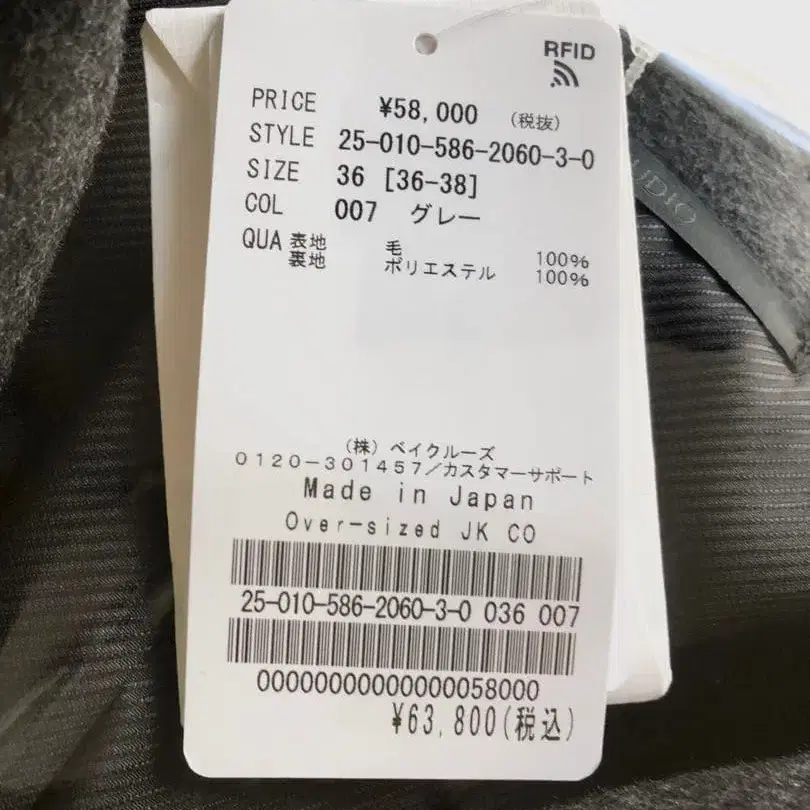 RFID
PRICE ¥58,000 (税抜)
STYLE 25-010-586-2060-3-0
SIZE 36 [36-38]
COL 007 グレー
QUA 表地 毛 100%
裏地 ポリエステル 100%
(株) ベイクルーズ
0120-301457/カスタマーサポート
Made in Japan
Over-sized JK CO
25-010-586-2060-3-0 036 007
00000000000000058000
¥63,800(税込)